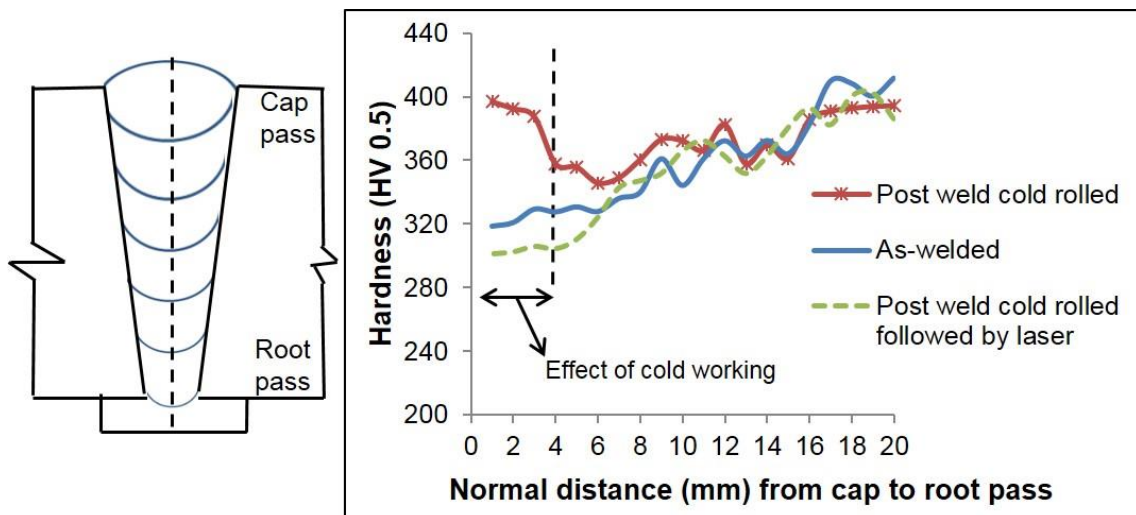 Cap
pass
Root
pass
Hardness (HV 0.5)
440
400
360
320
280
240
200
0 2 4 6 8 10 12 14 16 18 20
Normal distance (mm) from cap to root pass
Effect of cold working
Post weld cold rolled
As-welded
Post weld cold rolled
followed by laser